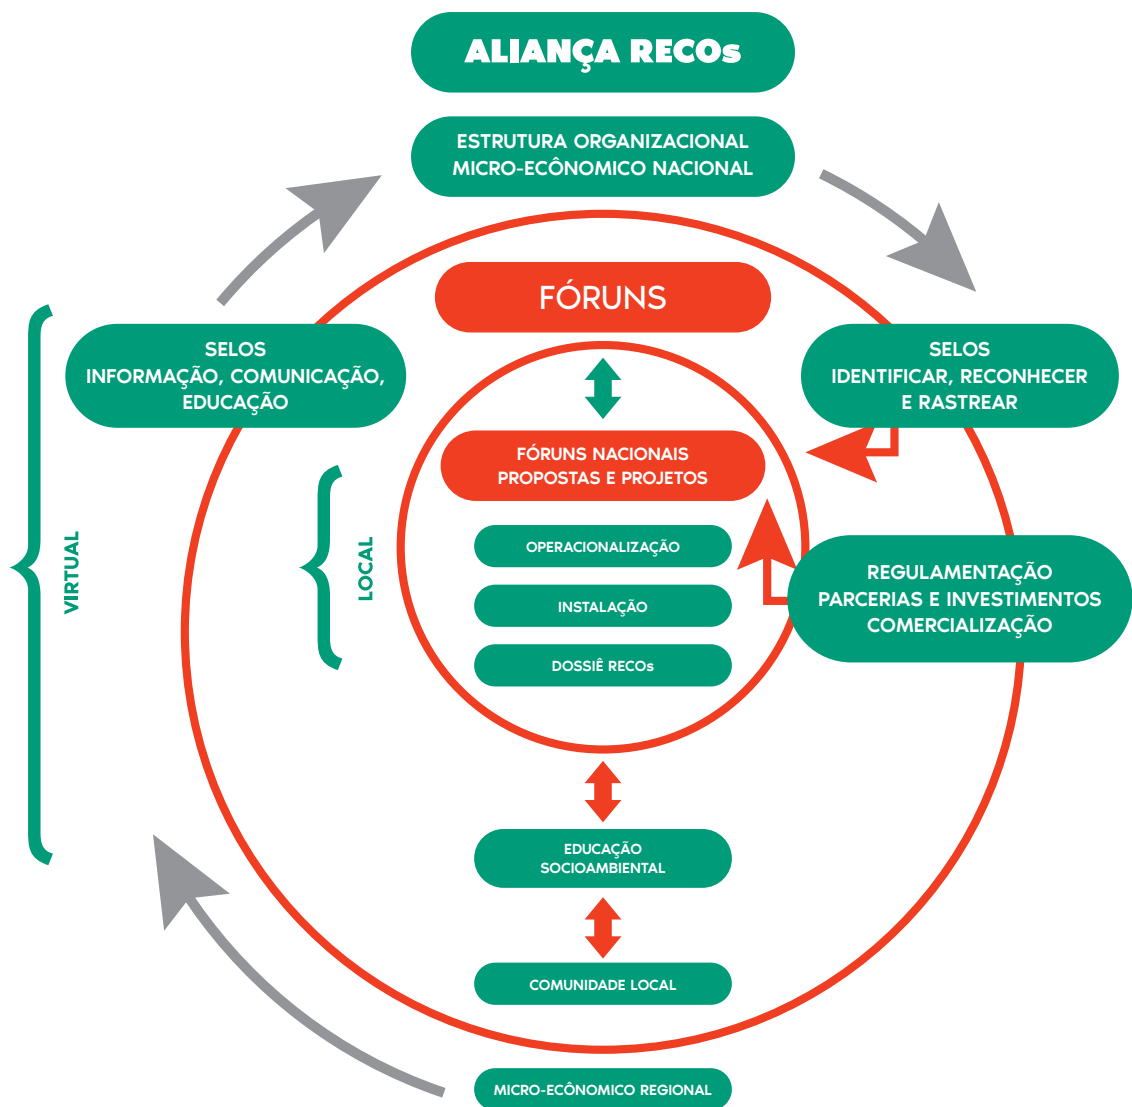 ALIANÇA RECOs
ESTRUTURA ORGANIZACIONAL
MICRO-ECÔNOMICO NACIONAL
FÓRUNS
SELOS
INFORMAÇÃO, COMUNICAÇÃO,
EDUCAÇÃO
SELOS
IDENTIFICAR, RECONHECER
E RASTREAR
FÓRUNS NACIONAIS
PROPOSTAS E PROJETOS
VIRTUAL
LOCAL
OPERACIONALIZAÇÃO
INSTALAÇÃO
DOSSIÊ RECOs
REGULAMENTAÇÃO
PARCERIAS E INVESTIMENTOS
COMERCIALIZAÇÃO
EDUCAÇÃO
SOCIOAMBIENTAL
COMUNIDADE LOCAL
MICRO-ECÔNOMICO REGIONAL